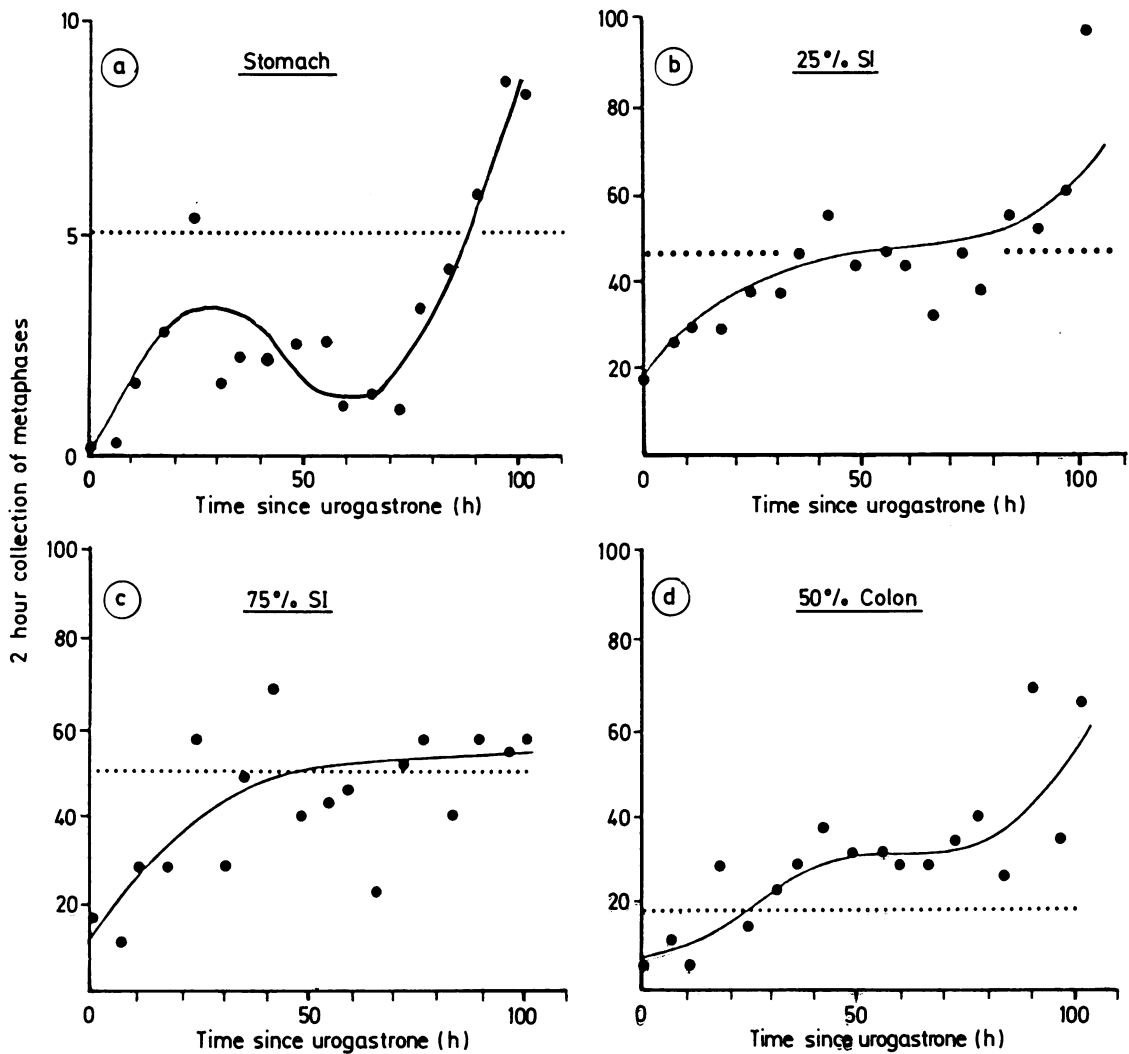 2 hour collection of metaphases
a
Stomach
10
5
0
0 50 100
Time since urogastrone (h)
b
25% SI
100
80
60
40
20
0 50 100
Time since urogastrone (h)
c
75% SI
100
80
60
40
20
0 50 100
Time since urogastrone (h)
d
50% Colon
100
80
60
40
20
0 50 100
Time since urogastrone (h)